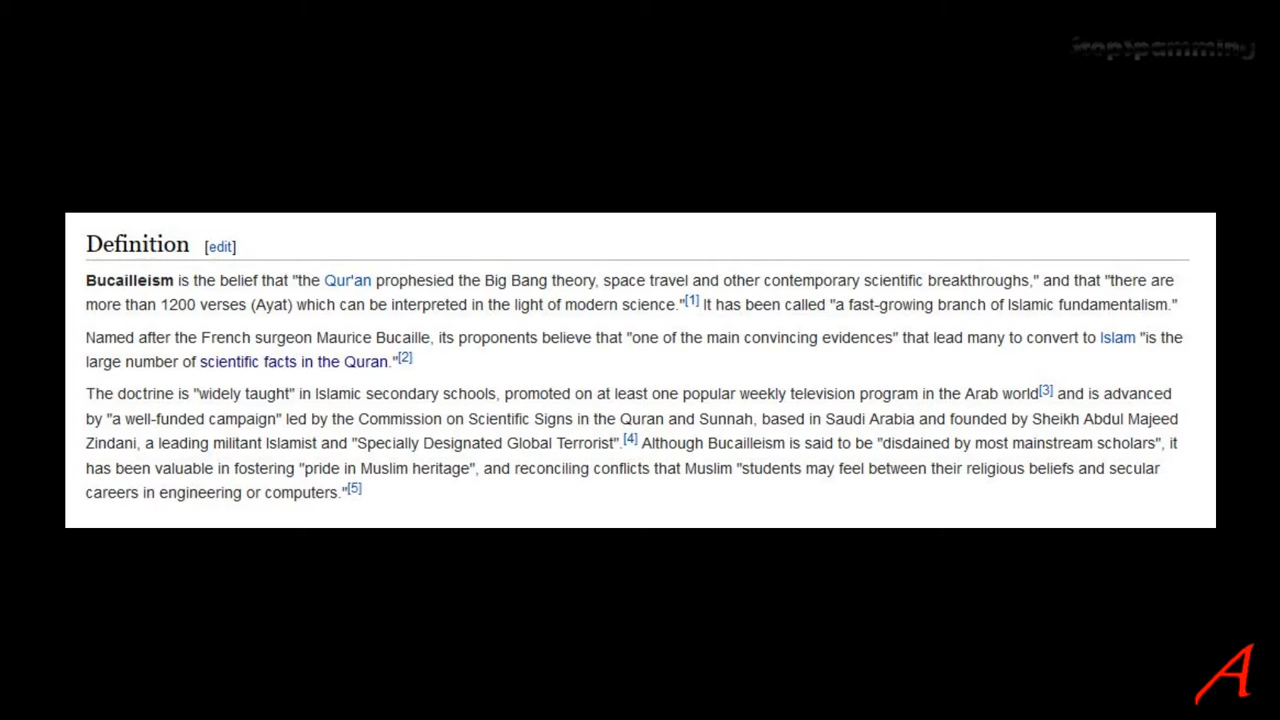 Definition [edit]
Bucailleism is the belief that "the Qur'an prophesied the Big Bang theory, space travel and other contemporary scientific breakthroughs," and that "there are
more than 1200 verses (Ayat) which can be interpreted in the light of modern science."[1] It has been called "a fast-growing branch of Islamic fundamentalism."
Named after the French surgeon Maurice Bucaille, its proponents believe that "one of the main convincing evidences" that lead many to convert to Islam "is the
large number of scientific facts in the Quran."[2]
The doctrine is "widely taught" in Islamic secondary schools, promoted on at least one popular weekly television program in the Arab world[3] and is advanced
by "a well-funded campaign" led by the Commission on Scientific Signs in the Quran and Sunnah, based in Saudi Arabia and founded by Sheikh Abdul Majeed
Zindani, a leading militant Islamist and "Specially Designated Global Terrorist".[4] Although Bucailleism is said to be "disdained by most mainstream scholars", it
has been valuable in fostering "pride in Muslim heritage", and reconciling conflicts that Muslim "students may feel between their religious beliefs and secular
careers in engineering or computers."[5]
A